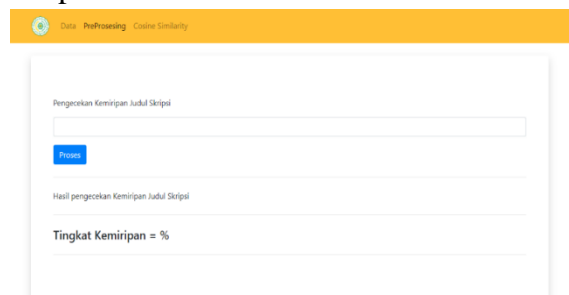 Data PreProsesing Cosine Similarity
Pengecekan Kemiripan Judul Skripsi
Proses
Hasil pengecekan Kemiripan Judul Skripsi
Tingkat Kemiripan = %